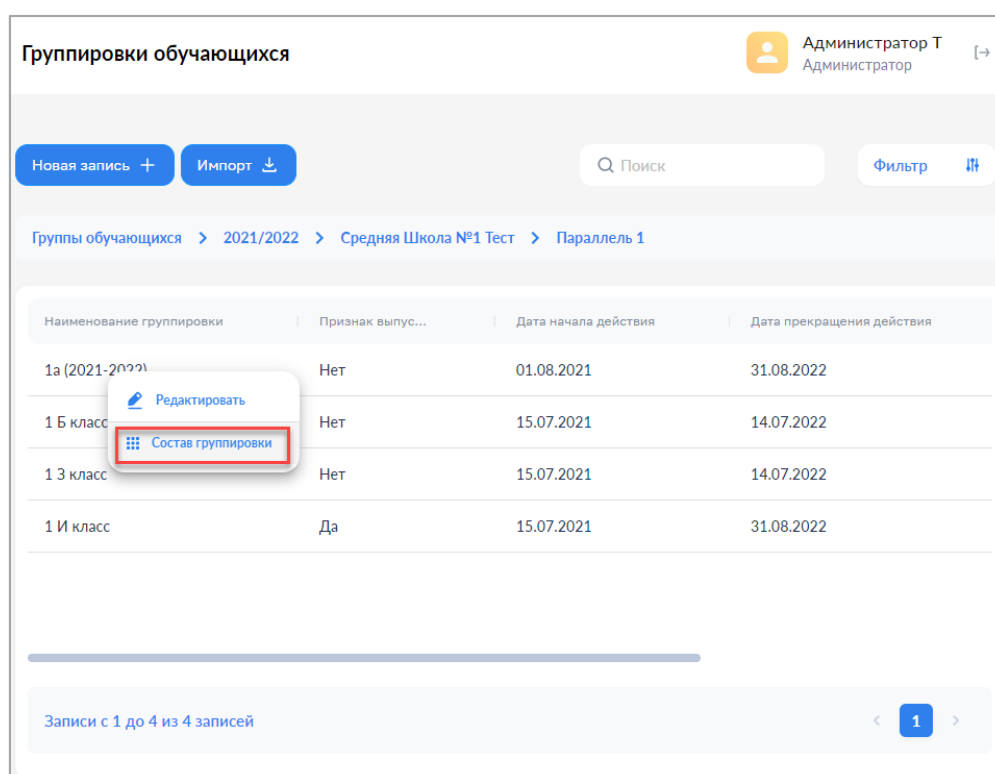 Группировки обучающихся
Администратор Т
Администратор
Новая запись
Импорт
Поиск
Фильтр
Группы обучающихся > 2021/2022 > Средняя Школа №1 Тест > Параллель 1
Наименование группировки Признак выпус... Дата начала действия Дата прекращения действия
1а (2021-2022) Нет 01.08.2021 31.08.2022
Редактировать
1 Б класс Нет 15.07.2021 14.07.2022
Состав группировки
1 З класс Нет 15.07.2021 14.07.2022
1 И класс Да 15.07.2021 31.08.2022
Записи с 1 до 4 из 4 записей
1